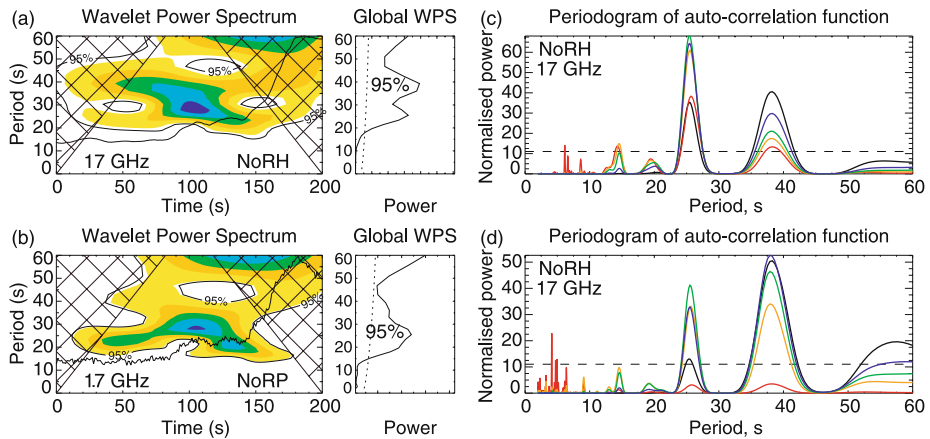 (a) Wavelet Power Spectrum
Global WPS
60
50
40
30
20
10
0
Period (s)
95%
95%
95%
17 GHz
NoRH
0 50 100 150 200
Time (s)
95%
60
50
40
30
20
10
0
Power
(b) Wavelet Power Spectrum
Global WPS
60
50
40
30
20
10
0
Period (s)
95%
95%
95%
17 GHz
NoRP
0 50 100 150 200
Time (s)
95%
60
50
40
30
20
10
0
Power
(c) Periodogram of auto-correlation function
NoRH
17 GHz
60
50
40
30
20
10
0
Normalised power
0 10 20 30 40 50 60
Period, s
(d) Periodogram of auto-correlation function
NoRH
17 GHz
50
40
30
20
10
0
Normalised power
0 10 20 30 40 50 60
Period, s